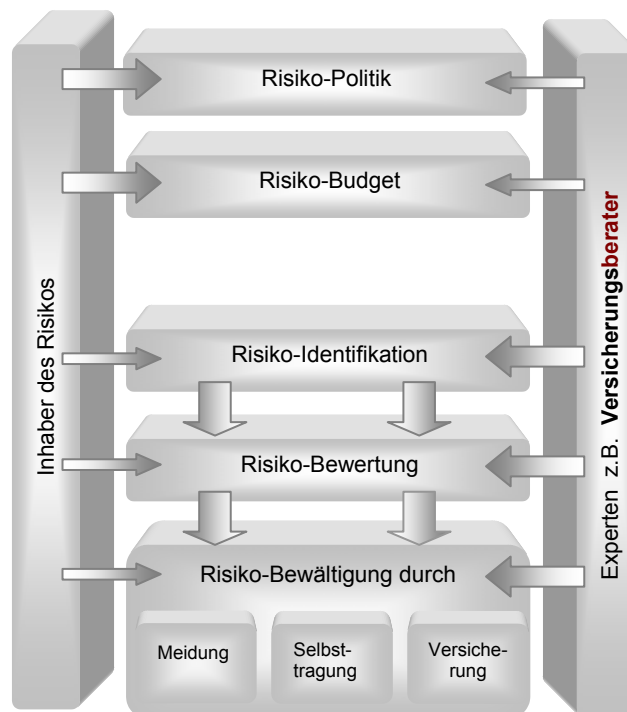 Risiko-Politik
Risiko-Budget
Inhaber des Risikos
Experten z.B. Versicherungsberater
Risiko-Identifikation
Risiko-Bewertung
Risiko-Bewältigung durch
Meidung
Selbst-
tragung
Versiche-
rung